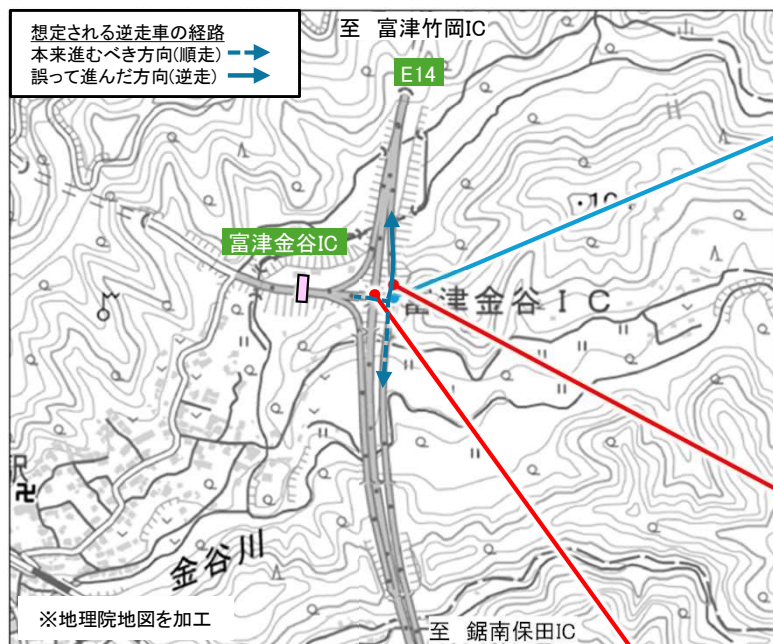 想定される逆走車の経路
本来進むべき方向(順走)
誤って進んだ方向(逆走)
至 富津竹岡IC
E14
富津金谷IC
富津金谷IC
金谷川
※地理院地図を加工
至 鋸南保田IC